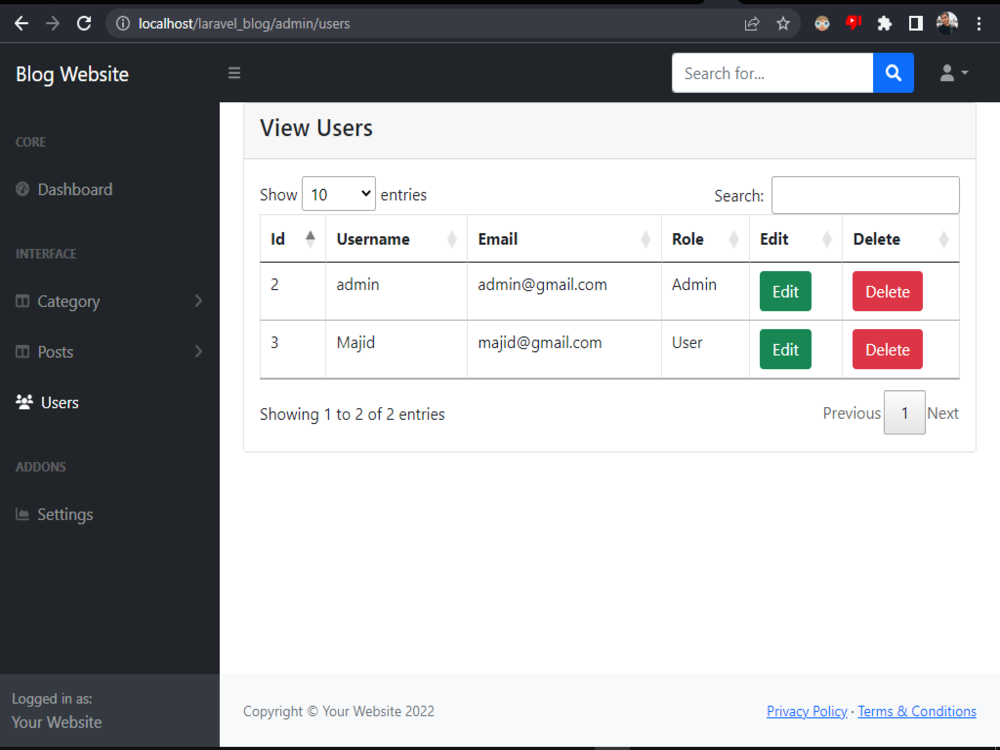 localhost/laravel_blog/admin/users
Blog Website
Search for...
CORE
Dashboard
INTERFACE
Category
Posts
Users
ADDONS
Settings
Logged in as:
Your Website
View Users
Show 10 entries
Search:
Id Username Email Role Edit Delete
2 admin admin@gmail.com Admin Edit Delete
3 Majid majid@gmail.com User Edit Delete
Showing 1 to 2 of 2 entries
Previous 1 Next
Copyright © Your Website 2022
Privacy Policy · Terms & Conditions